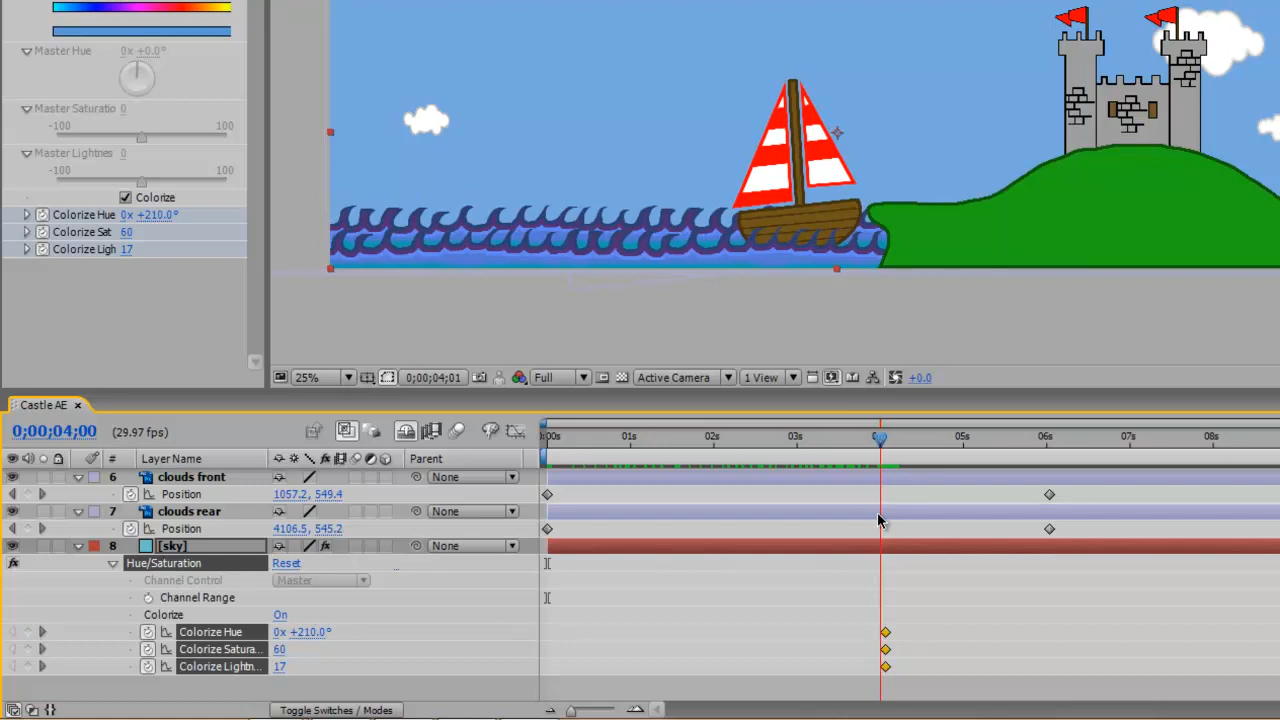 Master Hue 0x +0.0°
Master Saturatio 0
-100 100
Master Lightnes 0
-100 100
Colorize
Colorize Hue 0x +210.0°
Colorize Sat 60
Colorize Ligh 17
25% 0;00;04;01 Full Active Camera 1 View +0.0
Castle AE ×
0;00;04;00 (29.97 fps)
:00s 01s 02s 03s 05s 06s 07s 08s
# Layer Name fx Parent
6 clouds front None
Position 1057.2, 549.4
7 clouds rear None
Position 4106.5, 545.2
8 [sky] fx None
fx Hue/Saturation Reset
Channel Control Master
Channel Range
Colorize On
Colorize Hue 0x +210.0°
Colorize Satura... 60
Colorize Lightn... 17
Toggle Switches / Modes